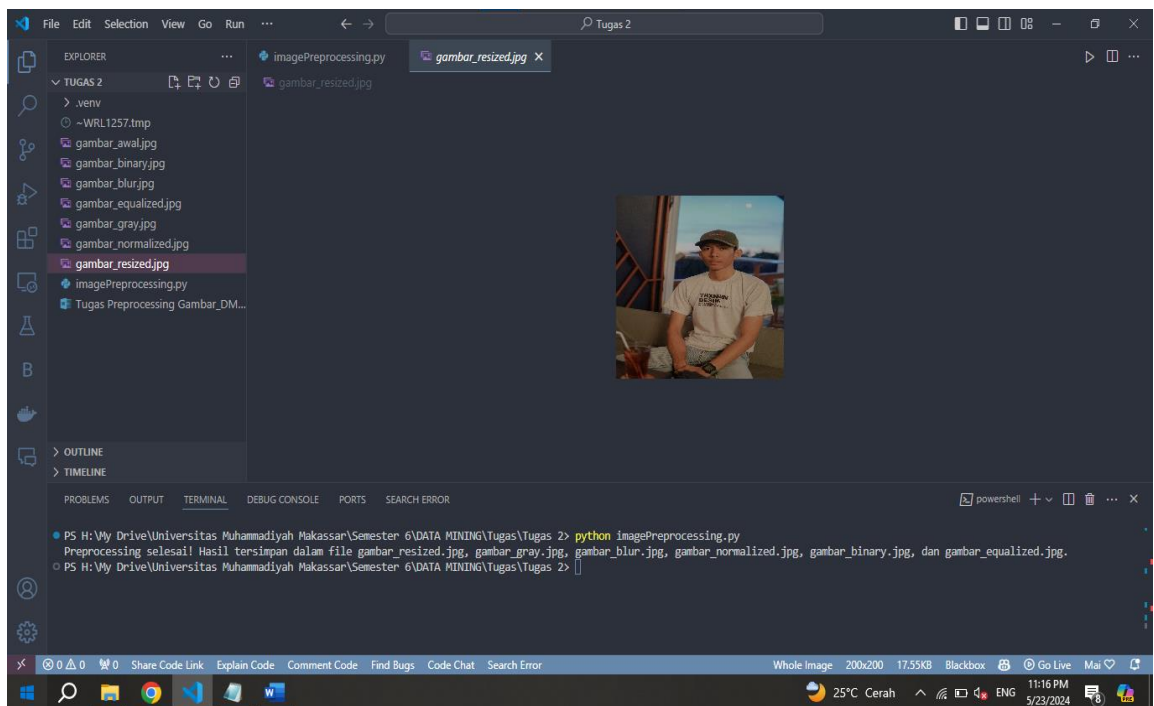 File Edit Selection View Go Run ... Tugas 2
EXPLORER ...
imagePreprocessing.py
gambar_resized.jpg
TUGAS 2
gambar_resized.jpg
.venv
~WRL1257.tmp
gambar_awal.jpg
gambar_binary.jpg
gambar_blur.jpg
gambar_equalized.jpg
gambar_gray.jpg
gambar_normalized.jpg
gambar_resized.jpg
imagePreprocessing.py
Tugas Preprocessing Gambar_DM...
OUTLINE
TIMELINE
PROBLEMS OUTPUT TERMINAL DEBUG CONSOLE PORTS SEARCH ERROR powershell
PS H:\My Drive\Universitas Muhammadiyah Makassar\Semester 6\DATA MINING\Tugas\Tugas 2> python imagePreprocessing.py
Preprocessing selesai! Hasil tersimpan dalam file gambar_resized.jpg, gambar_gray.jpg, gambar_blur.jpg, gambar_normalized.jpg, gambar_binary.jpg, dan gambar_equalized.jpg.
PS H:\My Drive\Universitas Muhammadiyah Makassar\Semester 6\DATA MINING\Tugas\Tugas 2>
0 0 0 Share Code Link Explain Code Comment Code Find Bugs Code Chat Search Error Whole Image 200x200 17.55KB Blackbox Go Live Mai
25°C Cerah ENG 11:16 PM
5/23/2024 8